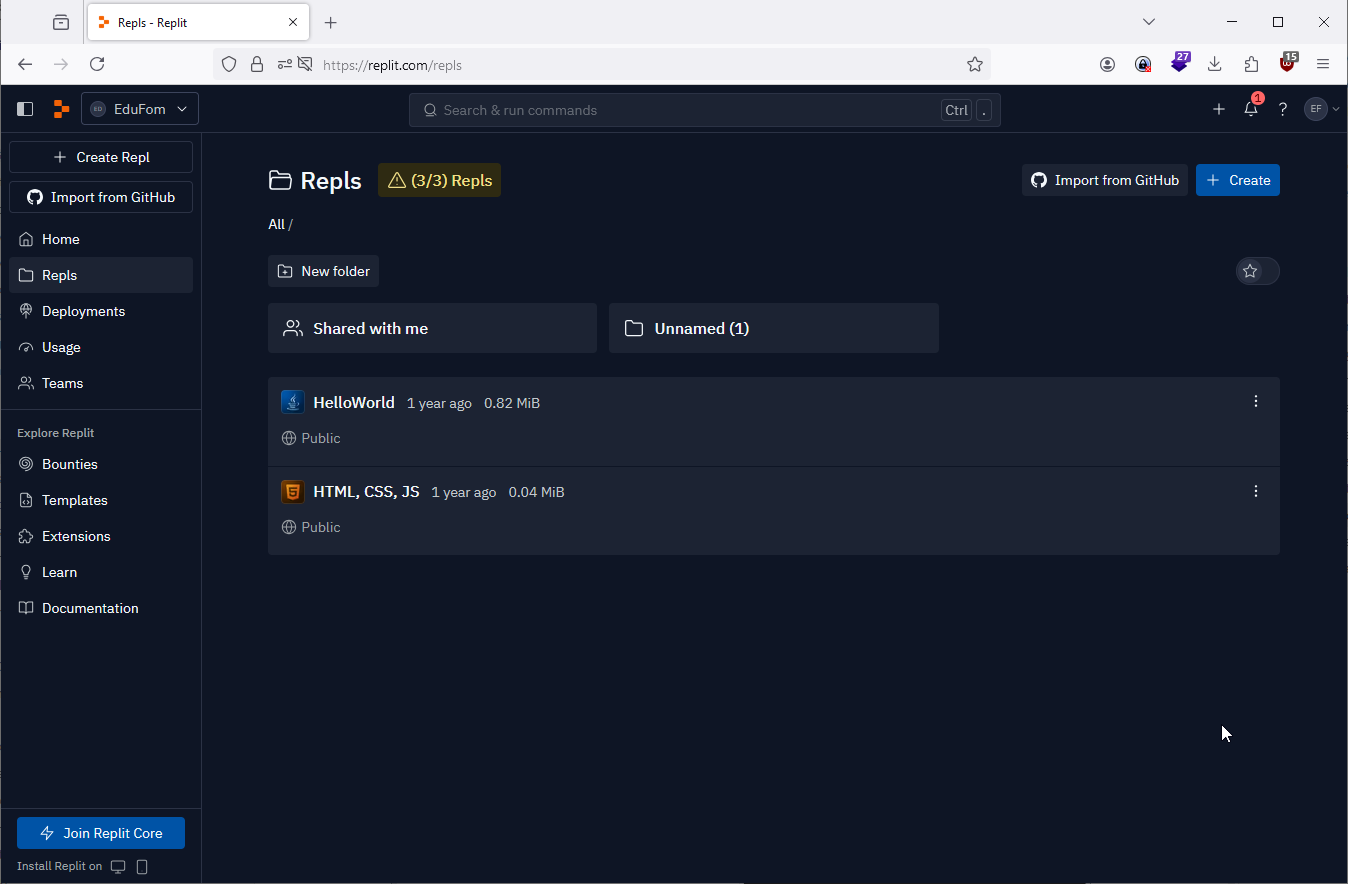 Repls - Replit
https://replit.com/repls
27
15
EduFom
Search & run commands
Ctrl .
1
?
EF
Create Repl
Import from GitHub
Home
Repls
Deployments
Usage
Teams
Explore Replit
Bounties
Templates
Extensions
Learn
Documentation
Join Replit Core
Install Replit on
Repls
(3/3) Repls
Import from GitHub
Create
All /
New folder
Shared with me
Unnamed (1)
HelloWorld 1 year ago 0.82 MiB
Public
HTML, CSS, JS 1 year ago 0.04 MiB
Public